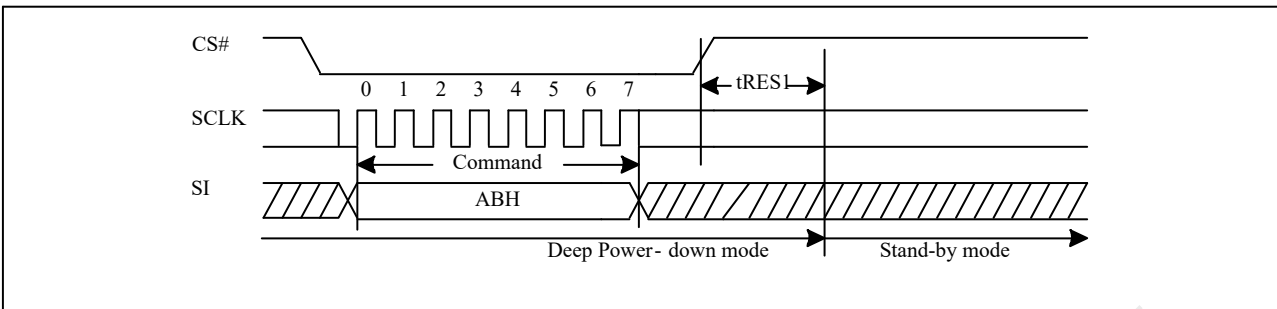 CS#
tRES1
0 1 2 3 4 5 6 7
SCLK
Command
SI
ABH
Deep Power- down mode
Stand-by mode